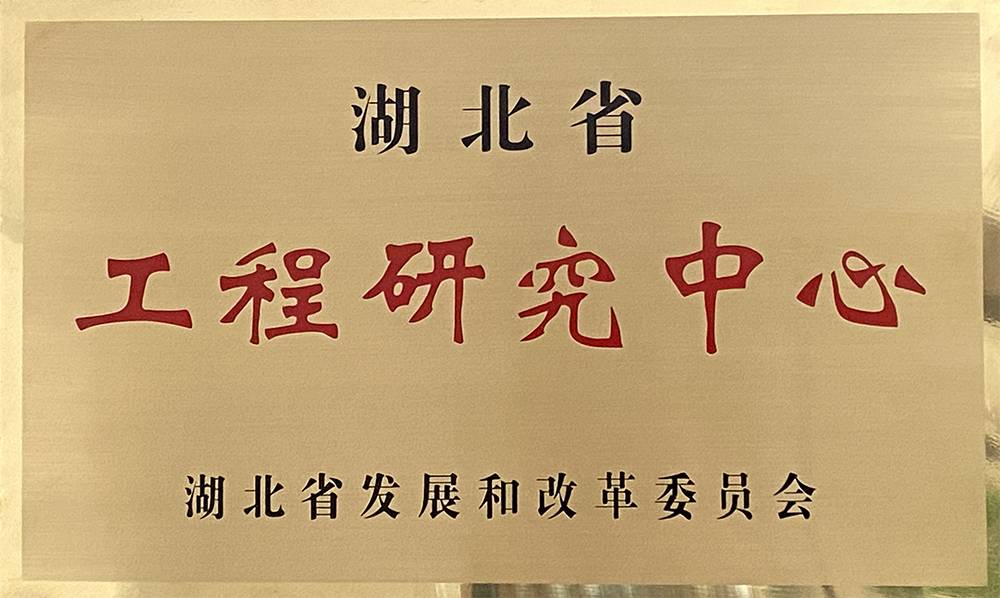 湖北省
工程研究中心
湖北省发展和改革委员会